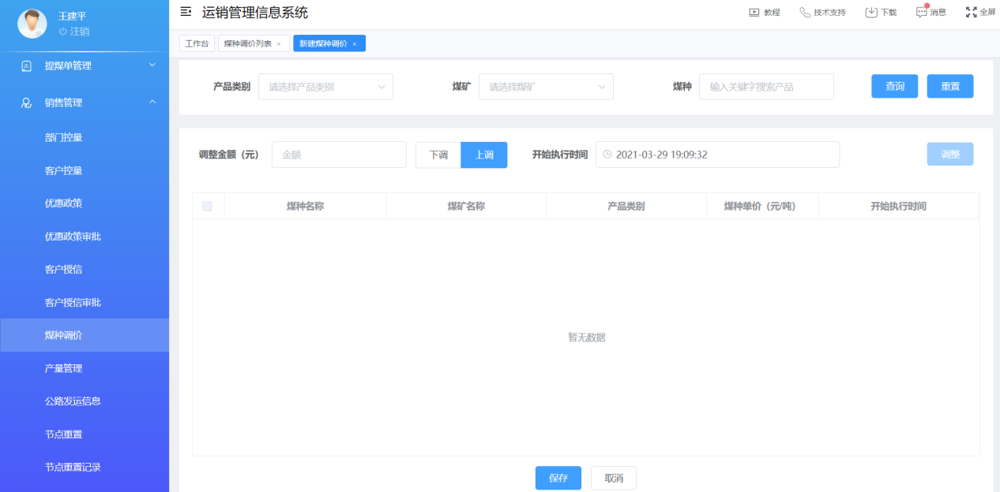 王建平
注销
提煤单管理
销售管理
部门控量
客户控量
优惠政策
优惠政策审批
客户授信
客户授信审批
煤种调价
产量管理
公路发运信息
节点重置
节点重置记录
运销管理信息系统
教程 技术支持 下载 消息 全屏
工作台 煤种调价列表 × 新建煤种调价 ×
产品类别 请选择产品类别 煤矿 请选择煤矿 煤种 输入关键字搜索产品 查询 重置
调整金额（元） 金额 下调 上调 开始执行时间 2021-03-29 19:09:32 调整
煤种名称 煤矿名称 产品类别 煤种单价（元/吨） 开始执行时间
暂无数据
保存 取消